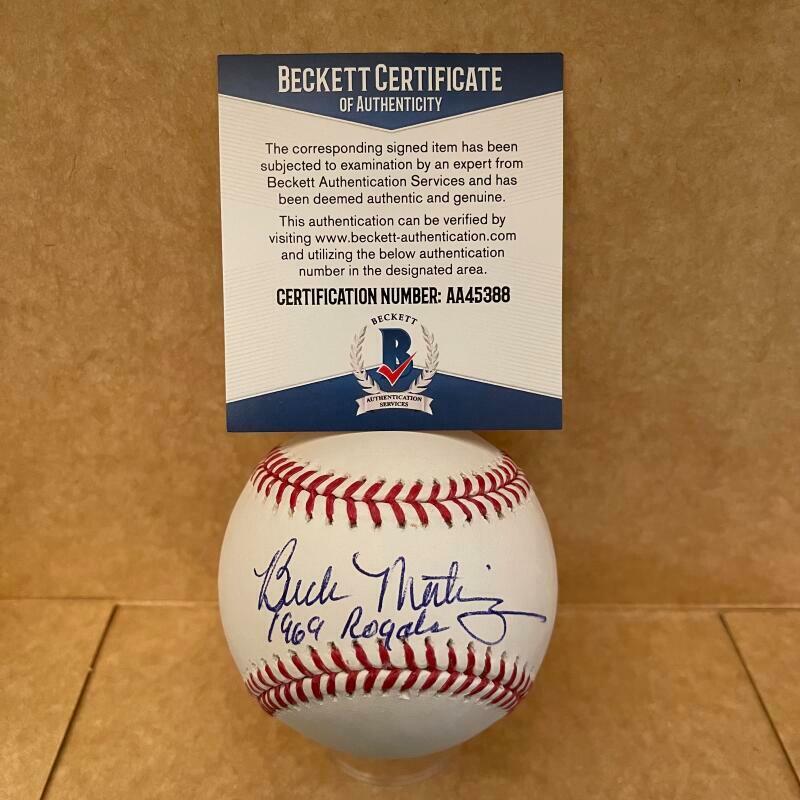 BECKETT CERTIFICATE
OF AUTHENTICITY
The corresponding signed item has been
subjected to examination by an expert from
Beckett Authentication Services and has
been deemed authentic and genuine.
This authentication can be verified by
visiting www.beckett-authentication.com
and utilizing the below authentication
number in the designated area.
CERTIFICATION NUMBER: AA45388
BECKETT
B
AUTHENTICATION
SERVICES
Buck Martinez
1969 Royals